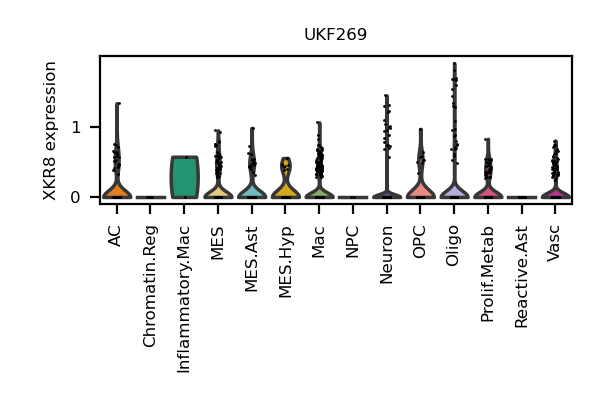 UKF269
XKR8 expression
1
0
AC
Chromatin.Reg
Inflammatory.Mac
MES
MES.Ast
MES.Hyp
Mac
NPC
Neuron
OPC
Oligo
Prolif.Metab
Reactive.Ast
Vasc